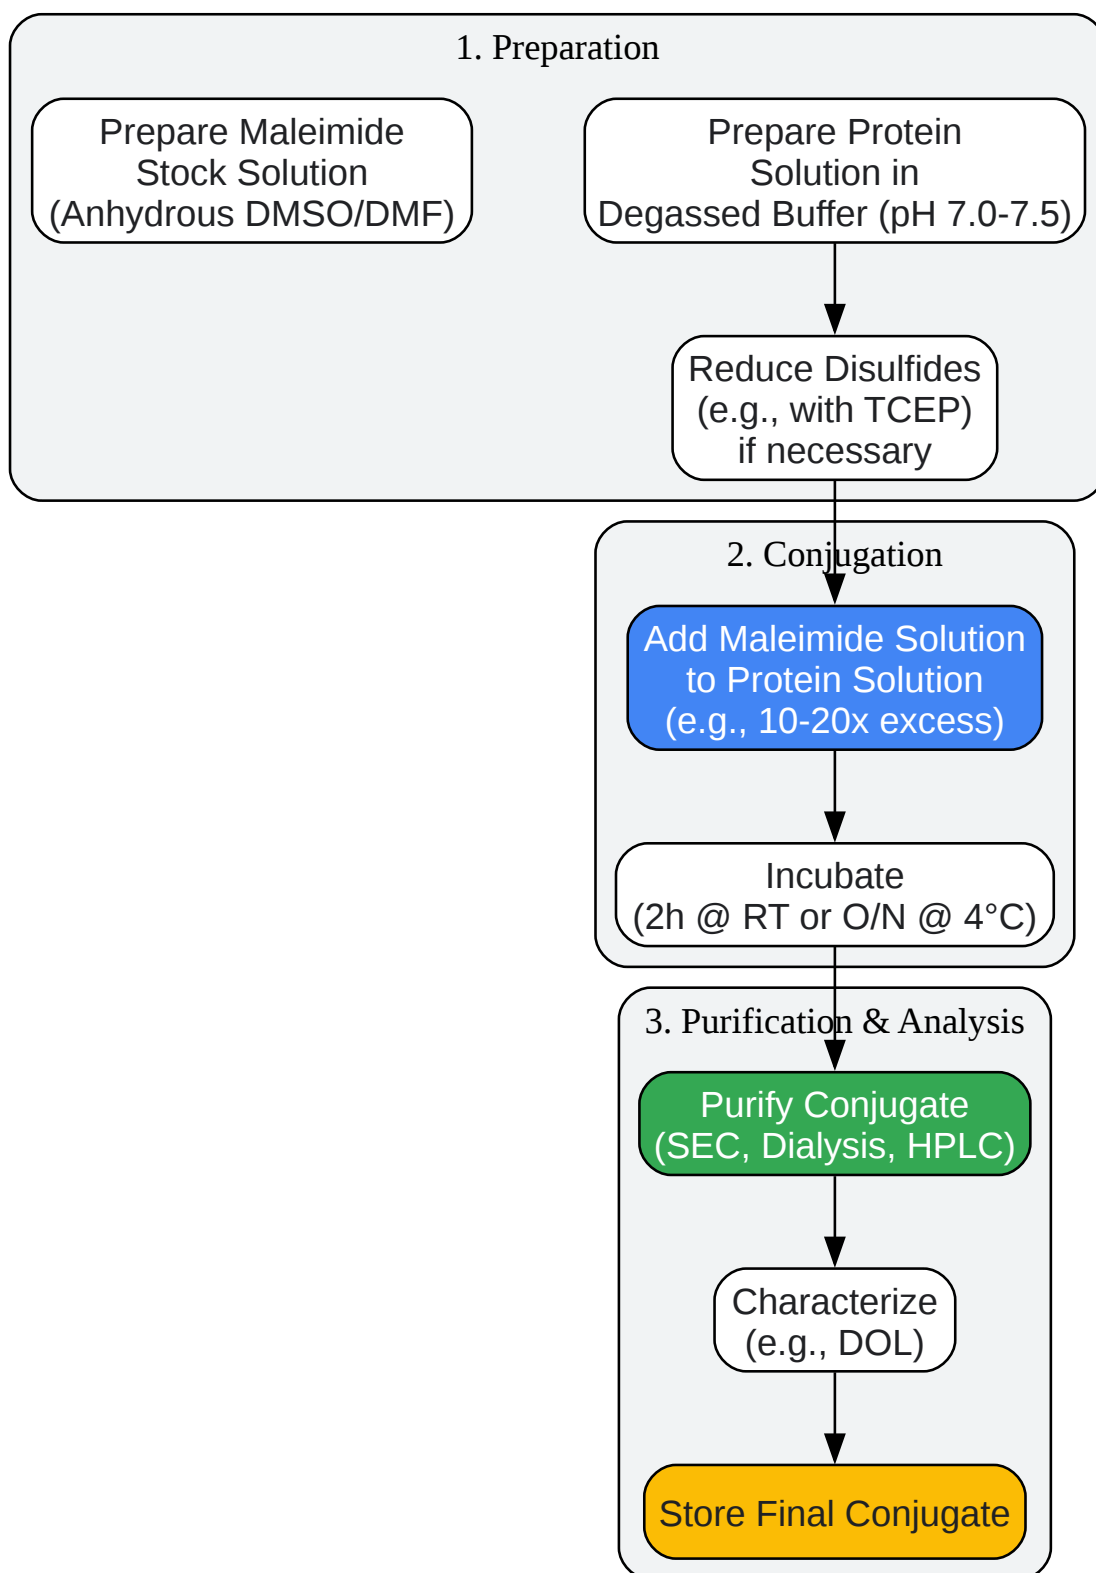 1. Preparation
Prepare Maleimide
Stock Solution
(Anhydrous DMSO/DMF)
Prepare Protein
Solution in
Degassed Buffer (pH 7.0-7.5)
Reduce Disulfides
(e.g., with TCEP)
if necessary
2. Conjugation
Add Maleimide Solution
to Protein Solution
(e.g., 10-20x excess)
Incubate
(2h @ RT or O/N @ 4°C)
3. Purification & Analysis
Purify Conjugate
(SEC, Dialysis, HPLC)
Characterize
(e.g., DOL)
Store Final Conjugate